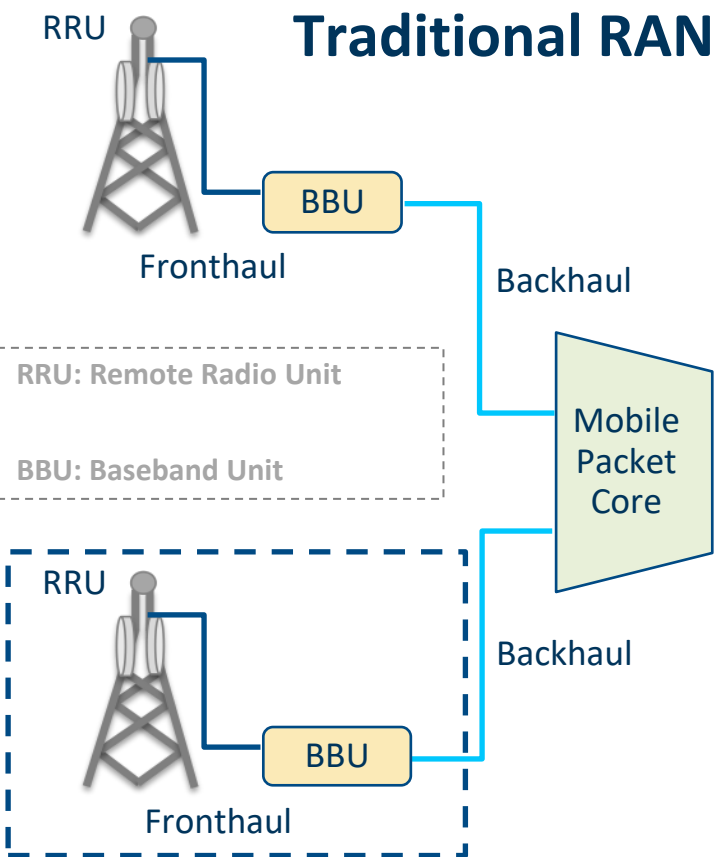 RRU
Traditional RAN
BBU
Fronthaul
Backhaul
RRU: Remote Radio Unit
BBU: Baseband Unit
Mobile
Packet
Core
RRU
Backhaul
BBU
Fronthaul